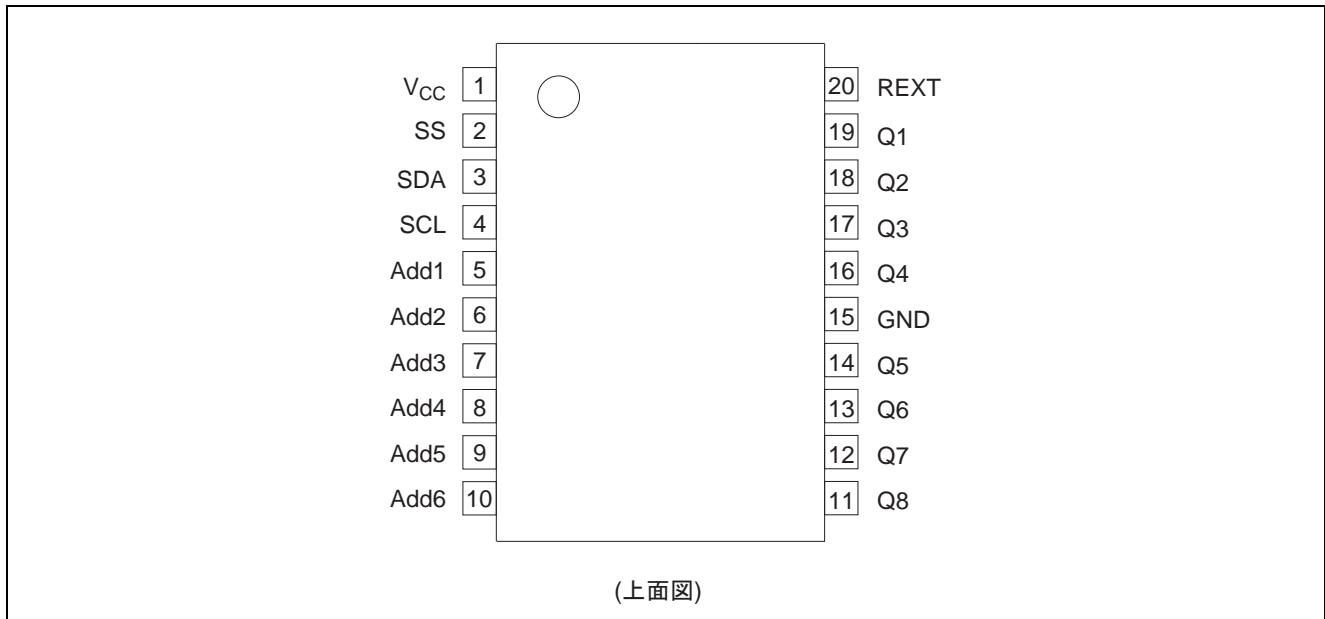 VCC 1 20 REXT
SS 2 19 Q1
SDA 3 18 Q2
SCL 4 17 Q3
Add1 5 16 Q4
Add2 6 15 GND
Add3 7 14 Q5
Add4 8 13 Q6
Add5 9 12 Q7
Add6 10 11 Q8
(上面図)